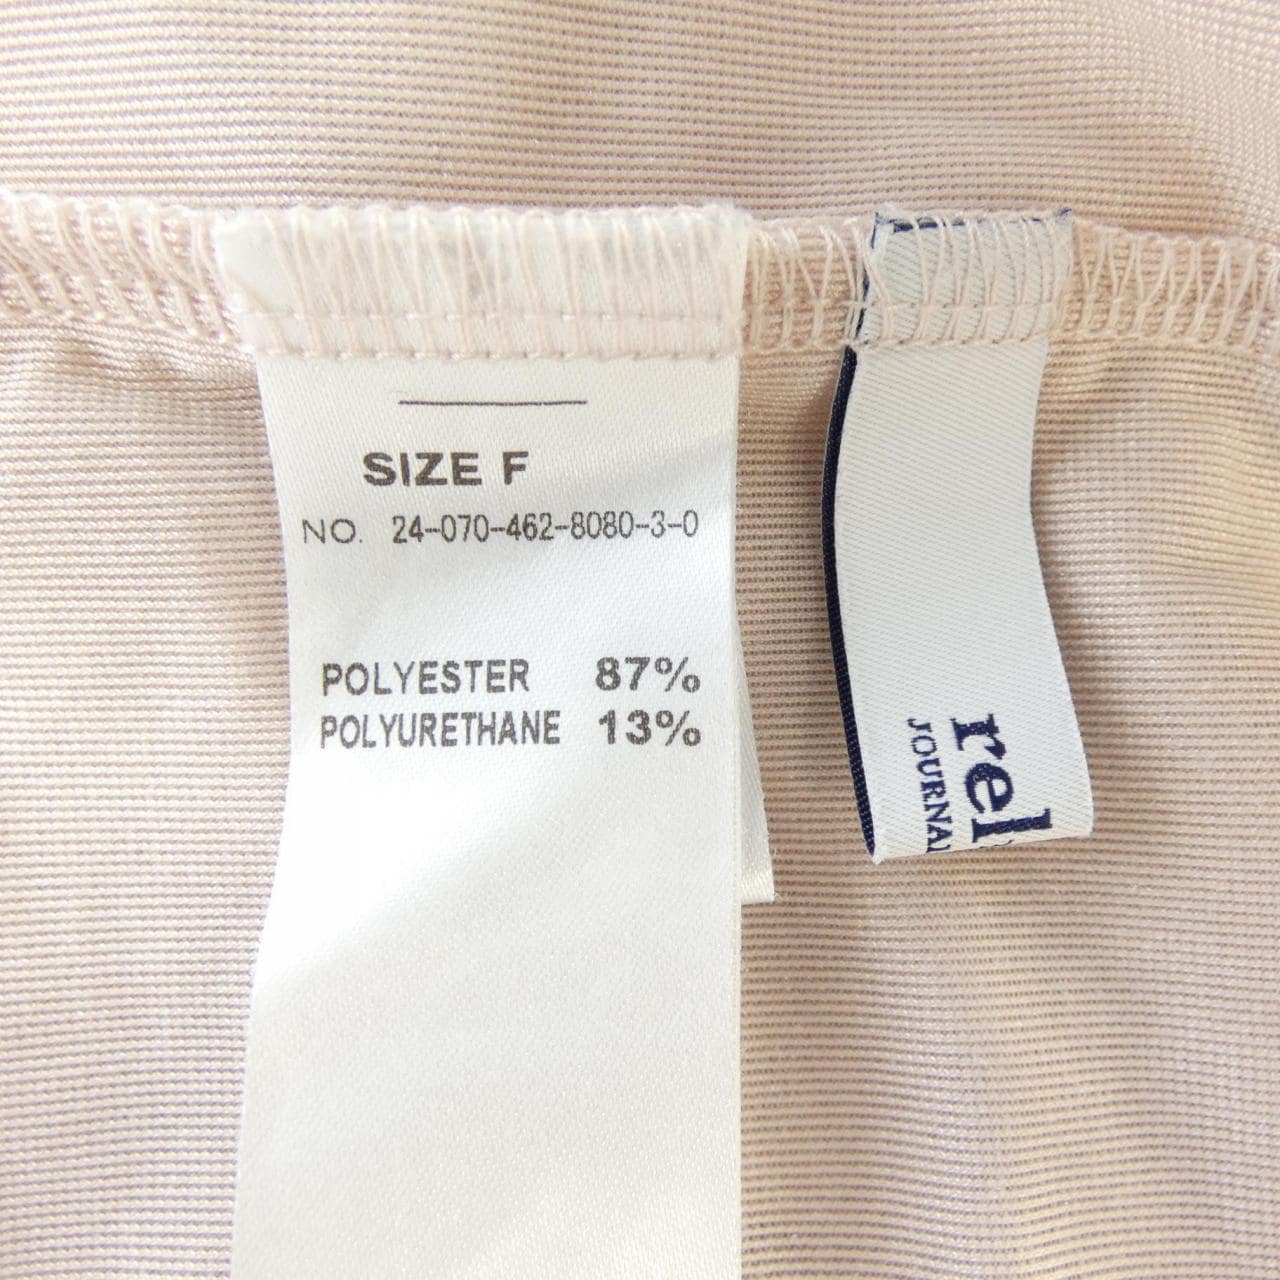 SIZE F
NO. 24-070-462-8080-3-0
POLYESTER 87%
POLYURETHANE 13%
rel
JOURNAL